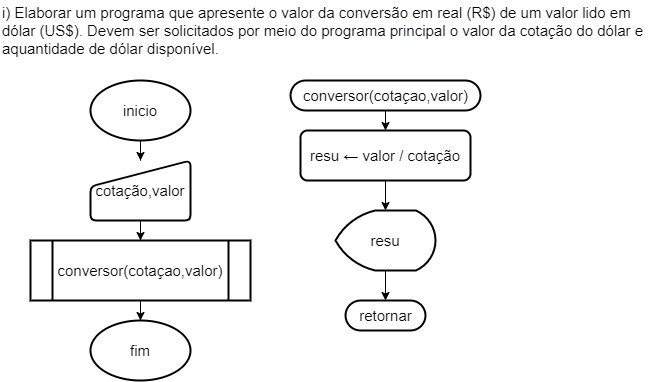 i) Elaborar um programa que apresente o valor da conversão em real (R$) de um valor lido em
dólar (US$). Devem ser solicitados por meio do programa principal o valor da cotação do dólar e
aquantidade de dólar disponível.
inicio
cotação,valor
conversor(cotaçao,valor)
fim
conversor(cotaçao,valor)
resu ← valor / cotação
resu
retornar